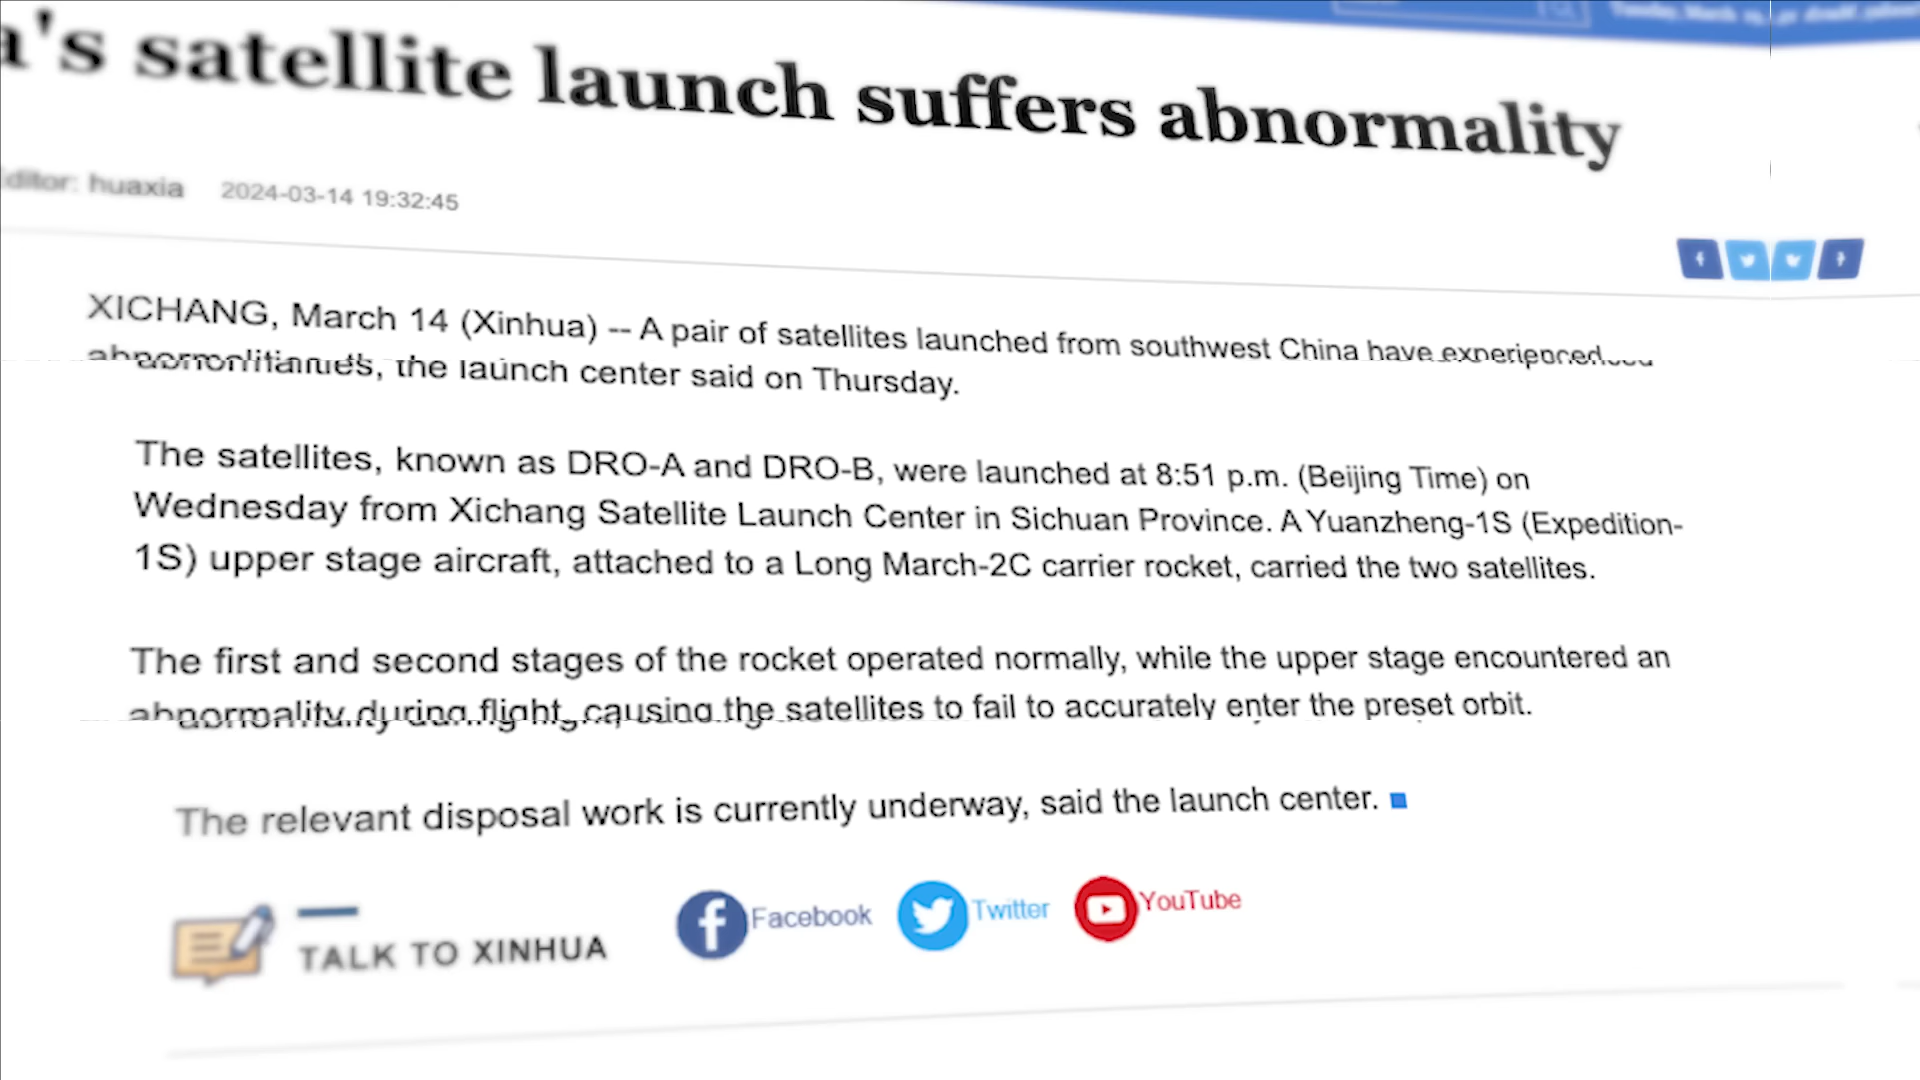 a's satellite launch suffers abnormality
Editor: huaxia 2024-03-14 19:32:45
XICHANG, March 14 (Xinhua) -- A pair of satellites launched from southwest China have experienced
the launch center said on Thursday.
The satellites, known as DRO-A and DRO-B, were launched at 8:51 p.m. (Beijing Time) on
Wednesday from Xichang Satellite Launch Center in Sichuan Province. A Yuanzheng-1S (Expedition-
1S) upper stage aircraft, attached to a Long March-2C carrier rocket, carried the two satellites.
The first and second stages of the rocket operated normally, while the upper stage encountered an
abnormality during flight, causing the satellites to fail to accurately enter the preset orbit.
The relevant disposal work is currently underway, said the launch center.
TALK TO XINHUA
Facebook
Twitter
YouTube